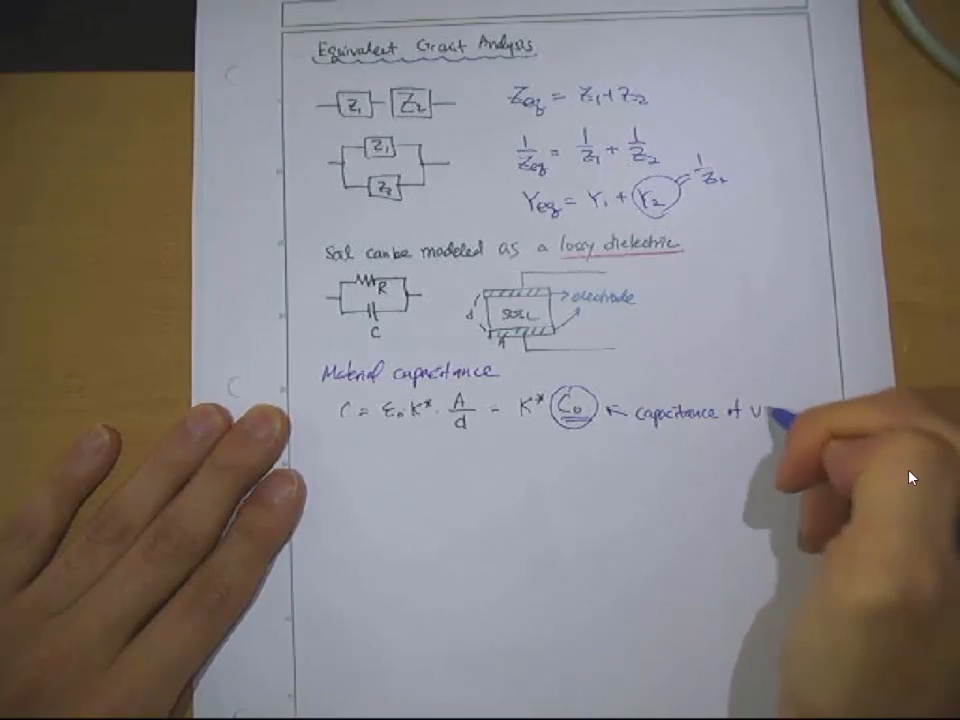 Equivalent Circuit Analysis
Z1 Z2 Zeq = Z1 + Z2
Z1
Z2
1/Zeq = 1/Z1 + 1/Z2
Yeq = Y1 + Y2 = 1/Z2
Soil can be modeled as a lossy dielectric
R
C
d SOIL electrode
A
Material capacitance
C = ε0 K* · A/d = K* C0 ← capacitance of v